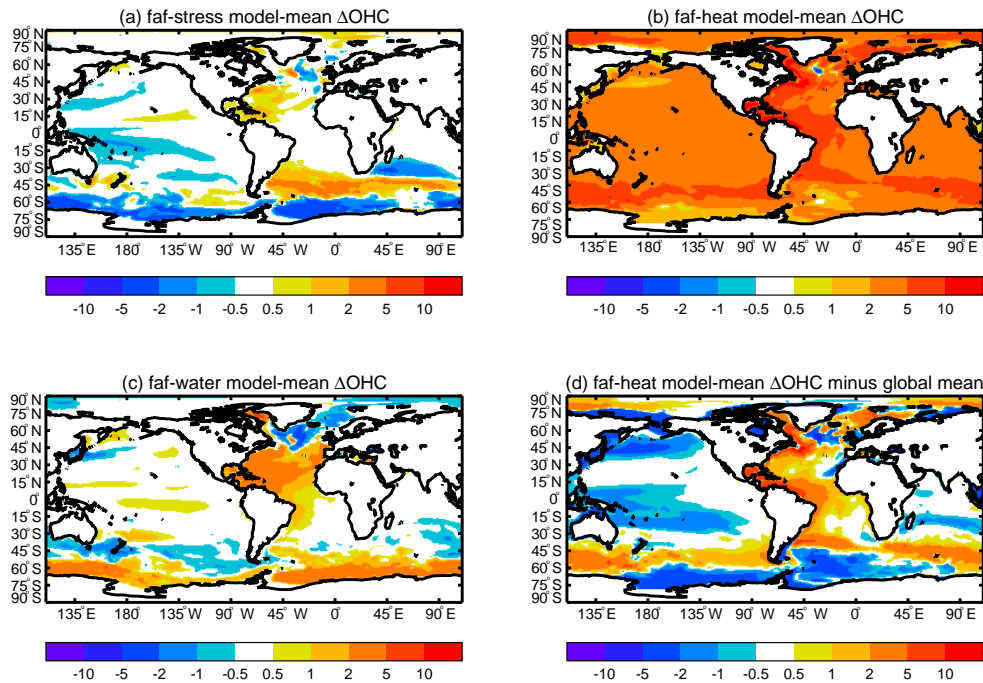 (a) faf-stress model-mean ΔOHC
90° N
75° N
60° N
45° N
30° N
15° N
0°
15° S
30° S
45° S
60° S
75° S
90° S
135° E 180° 135° W 90° W 45° W 0° 45° E 90° E
-10 -5 -2 -1 -0.5 0.5 1 2 5 10
(b) faf-heat model-mean ΔOHC
90° N
75° N
60° N
45° N
30° N
15° N
0°
15° S
30° S
45° S
60° S
75° S
90° S
135° E 180° 135° W 90° W 45° W 0° 45° E 90° E
-10 -5 -2 -1 -0.5 0.5 1 2 5 10
(c) faf-water model-mean ΔOHC
90° N
75° N
60° N
45° N
30° N
15° N
0°
15° S
30° S
45° S
60° S
75° S
90° S
135° E 180° 135° W 90° W 45° W 0° 45° E 90° E
-10 -5 -2 -1 -0.5 0.5 1 2 5 10
(d) faf-heat model-mean ΔOHC minus global mean
90° N
75° N
60° N
45° N
30° N
15° N
0°
15° S
30° S
45° S
60° S
75° S
90° S
135° E 180° 135° W 90° W 45° W 0° 45° E 90° E
-10 -5 -2 -1 -0.5 0.5 1 2 5 10